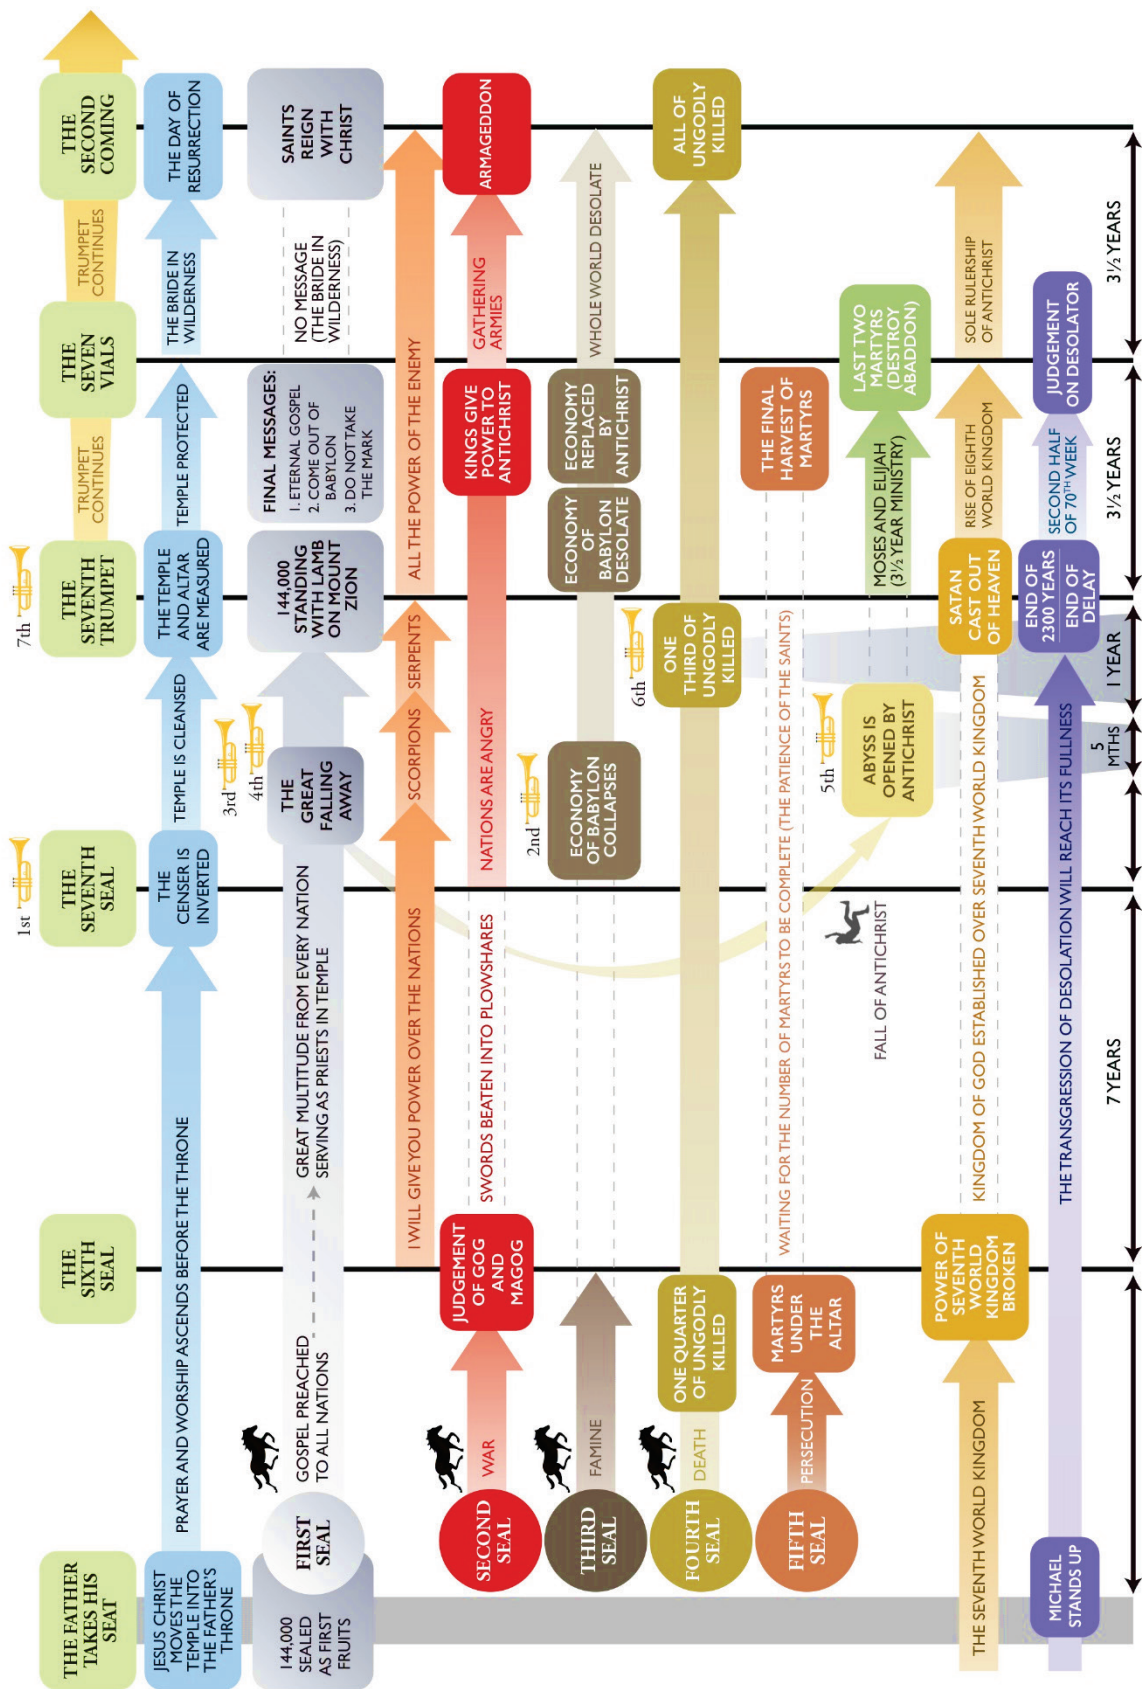 THE FATHER
TAKES HIS
SEAT
THE
SIXTH
SEAL
1st
THE
SEVENTH
SEAL
7th
THE
SEVENTH
TRUMPET
TRUMPET
CONTINUES
THE
SEVEN
VIALS
TRUMPET
CONTINUES
THE
SECOND
COMING
JESUS CHRIST
MOVES THE
TEMPLE INTO
THE FATHER'S
THRONE
PRAYER AND WORSHIP ASCENDS BEFORE THE THRONE
THE
CENSER IS
INVERTED
TEMPLE IS CLEANSED
THE TEMPLE
AND ALTAR
ARE MEASURED
TEMPLE PROTECTED
THE BRIDE IN
WILDERNESS
THE DAY OF
RESURRECTION
144,000
SEALED
AS FIRST
FRUITS
FIRST
SEAL
GOSPEL PREACHED
TO ALL NATIONS
GREAT MULTITUDE FROM EVERY NATION
SERVING AS PRIESTS IN TEMPLE
3rd
4th
THE
GREAT
FALLING
AWAY
144,000
STANDING
WITH LAMB
ON MOUNT
ZION
FINAL MESSAGES:
1. ETERNAL GOSPEL
2. COME OUT OF
BABYLON
3. DO NOT TAKE
THE MARK
NO MESSAGE
(THE BRIDE IN
WILDERNESS)
SAINTS
REIGN
WITH
CHRIST
I WILL GIVE YOU POWER OVER THE NATIONS
SCORPIONS
SERPENTS
ALL THE POWER OF THE ENEMY
SECOND
SEAL
WAR
JUDGEMENT
OF GOG
AND
MAGOG
SWORDS BEATEN INTO PLOWSHARES
NATIONS ARE ANGRY
KINGS GIVE
POWER TO
ANTICHRIST
GATHERING
ARMIES
ARMAGEDDON
THIRD
SEAL
FAMINE
2nd
ECONOMY
OF BABYLON
COLLAPSES
ECONOMY
OF
BABYLON
DESOLATE
ECONOMY
REPLACED
BY
ANTICHRIST
WHOLE WORLD DESOLATE
FOURTH
SEAL
DEATH
ONE QUARTER
OF UNGODLY
KILLED
6th
ONE
THIRD OF
UNGODLY
KILLED
ALL OF
UNGODLY
KILLED
FIFTH
SEAL
PERSECUTION
MARTYRS
UNDER
THE
ALTAR
WAITING FOR THE NUMBER OF MARTYRS TO BE COMPLETE (THE PATIENCE OF THE SAINTS)
THE FINAL
HARVEST OF
MARTYRS
FALL OF ANTICHRIST
5th
ABYSS IS
OPENED BY
ANTICHRIST
MOSES AND ELIJAH
(3½ YEAR MINISTRY)
LAST TWO
MARTYRS
(DESTROY
ABADDON)
THE SEVENTH WORLD KINGDOM
POWER OF
SEVENTH
WORLD
KINGDOM
BROKEN
KINGDOM OF GOD ESTABLISHED OVER SEVENTH WORLD KINGDOM
SATAN
CAST OUT
OF HEAVEN
RISE OF EIGHTH
WORLD KINGDOM
SOLE RULERSHIP
OF ANTICHRIST
MICHAEL
STANDS UP
THE TRANSGRESSION OF DESOLATION WILL REACH ITS FULLNESS
END OF
2300 YEARS
END OF
DELAY
SECOND HALF
OF 70TH WEEK
JUDGEMENT
ON DESOLATOR
7 YEARS
5
MTHS
1 YEAR
3½ YEARS
3½ YEARS